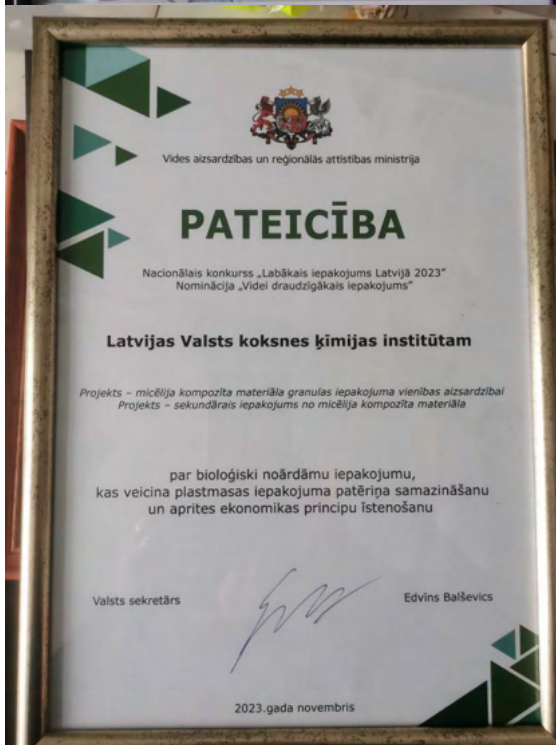 Vides aizsardzības un reģionālās attīstības ministrija
PATEICĪBA
Nacionālais konkurss „Labākais iepakojums Latvijā 2023”
Nominācija „Videi draudzīgākais iepakojums”
Latvijas Valsts koksnes ķīmijas institūtam
Projekts – micēlija kompozīta materiāla granulas iepakojuma vienības aizsardzībai
Projekts – sekundārais iepakojums no micēlija kompozīta materiāla
par bioloģiski noārdāmu iepakojumu,
kas veicina plastmasas iepakojuma patēriņa samazināšanu
un aprites ekonomikas principu īstenošanu
Valsts sekretārs
Edvīns Balševics
2023.gada novembris